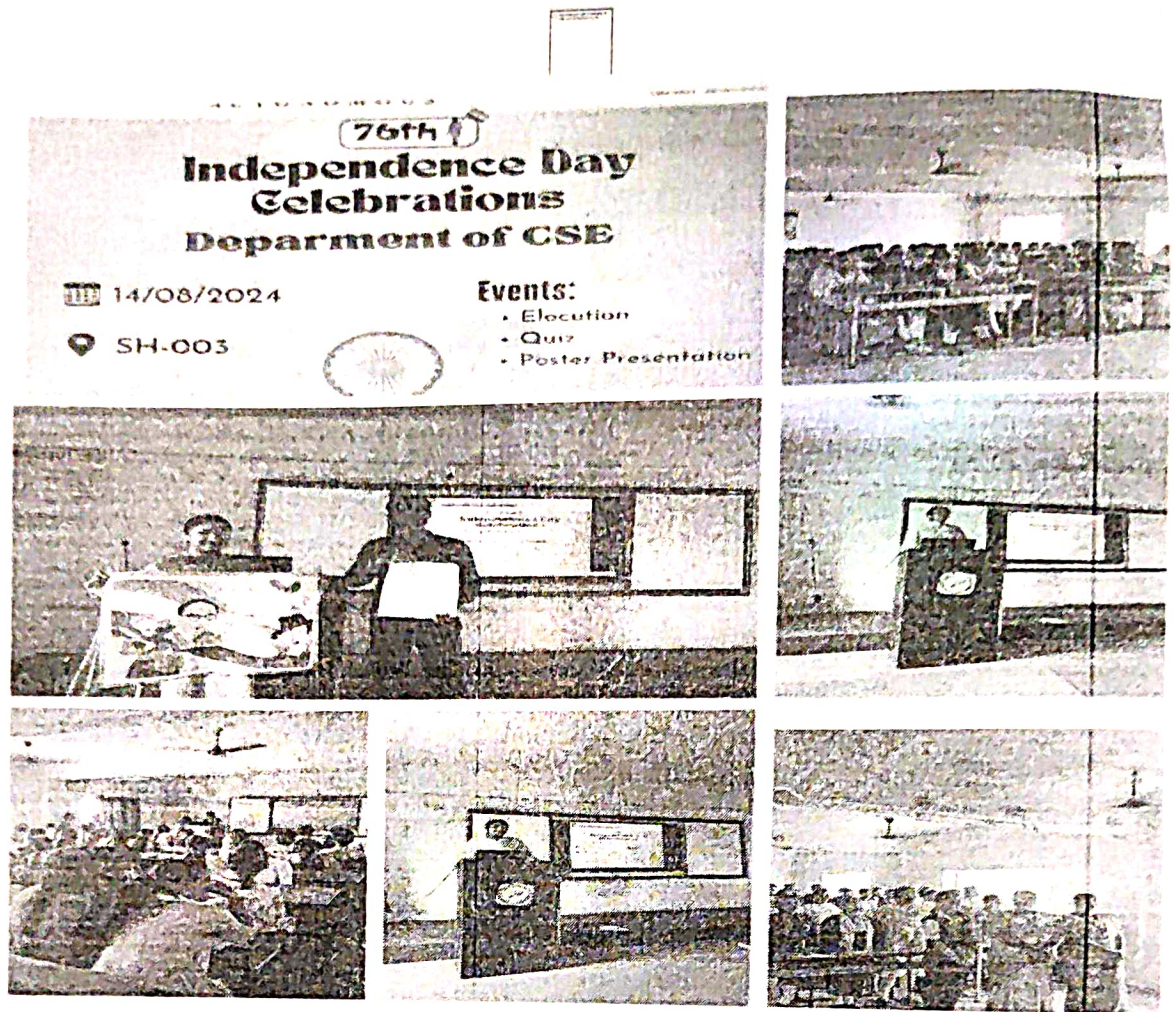 76th
Independence Day
Celebrations
Deparment of CSE
14/08/2024
SH-003
Events:
• Elocution
• Quiz
• Poster Presentation